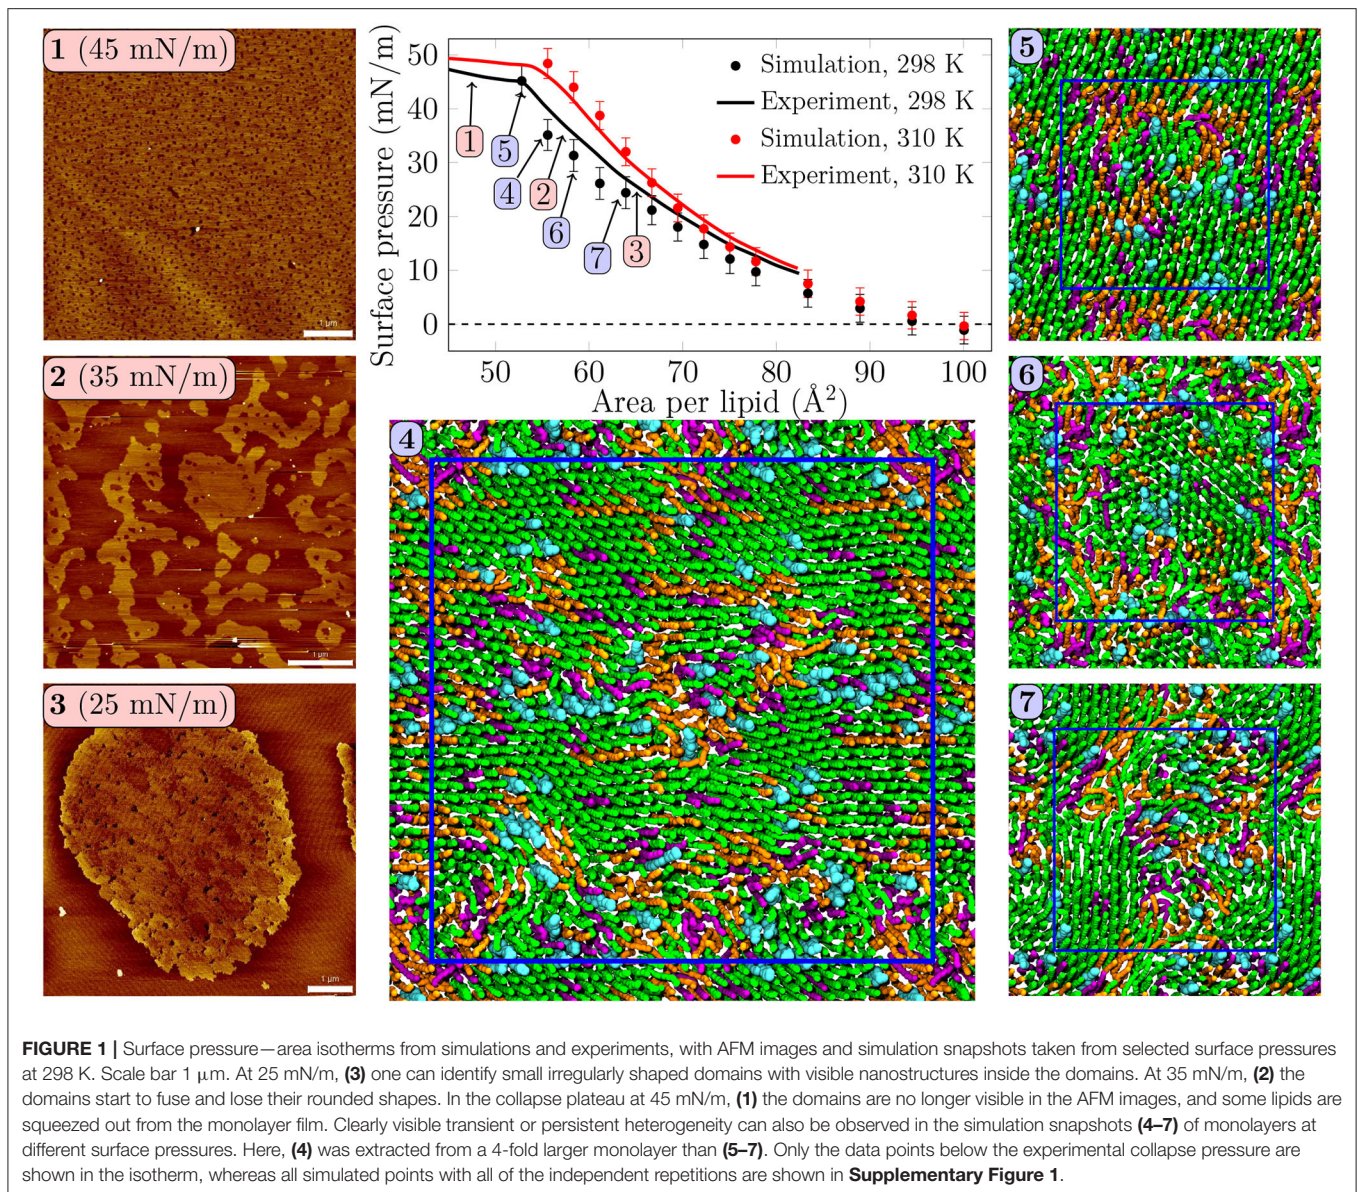 1 (45 mN/m)
1 μm
2 (35 mN/m)
1 μm
3 (25 mN/m)
1 μm
Surface pressure (mN/m)
50
40
30
20
10
0
Simulation, 298 K
Experiment, 298 K
Simulation, 310 K
Experiment, 310 K
1
5
4
2
6
7
3
50 60 70 80 90 100
Area per lipid (Å²)
4
5
6
7
FIGURE 1 | Surface pressure—area isotherms from simulations and experiments, with AFM images and simulation snapshots taken from selected surface pressures
at 298 K. Scale bar 1 μm. At 25 mN/m, (3) one can identify small irregularly shaped domains with visible nanostructures inside the domains. At 35 mN/m, (2) the
domains start to fuse and lose their rounded shapes. In the collapse plateau at 45 mN/m, (1) the domains are no longer visible in the AFM images, and some lipids are
squeezed out from the monolayer film. Clearly visible transient or persistent heterogeneity can also be observed in the simulation snapshots (4–7) of monolayers at
different surface pressures. Here, (4) was extracted from a 4-fold larger monolayer than (5–7). Only the data points below the experimental collapse pressure are
shown in the isotherm, whereas all simulated points with all of the independent repetitions are shown in Supplementary Figure 1.